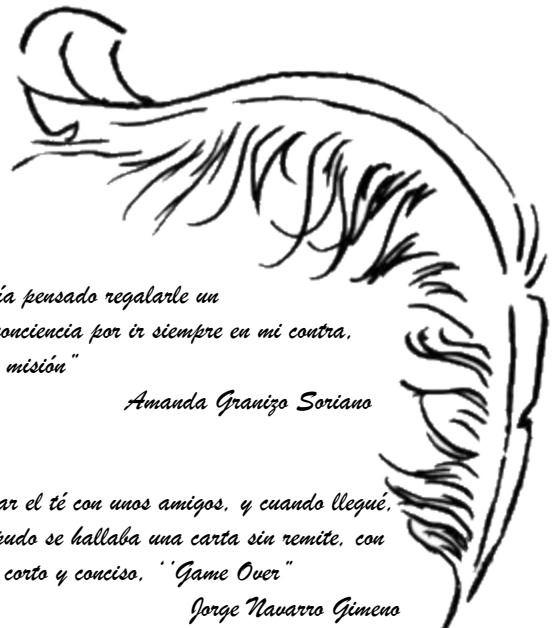 ía pensado regalarle un
onciencia por ir siempre en mi contra,
misión"
Amanda Granizo Soriano
ar el té con unos amigos, y cuando llegué,
pudo se hallaba una carta sin remite, con
corto y conciso, ‘‘Game Over"
Jorge Navarro Gimeno